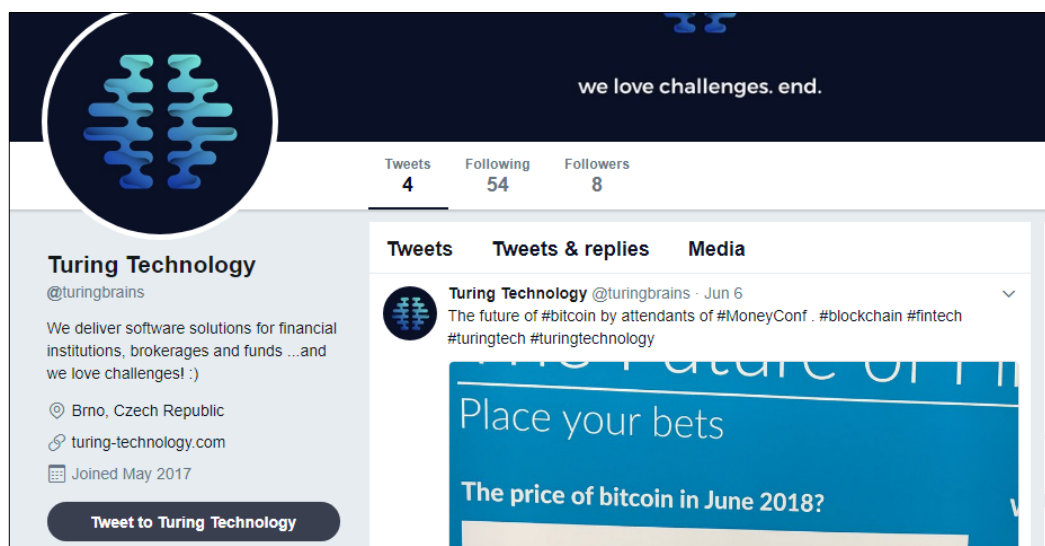 we love challenges. end.
Tweets
Following
Followers
4
54
8
Tweets
Tweets & replies
Media
Turing Technology
@turingbrains
We deliver software solutions for financial
institutions, brokerages and funds ...and
we love challenges! :)
Brno, Czech Republic
turing-technology.com
Joined May 2017
Tweet to Turing Technology
Turing Technology @turingbrains · Jun 6
The future of #bitcoin by attendants of #MoneyConf . #blockchain #fintech
#turingtech #turingtechnology
The Future of
Place your bets
The price of bitcoin in June 2018?